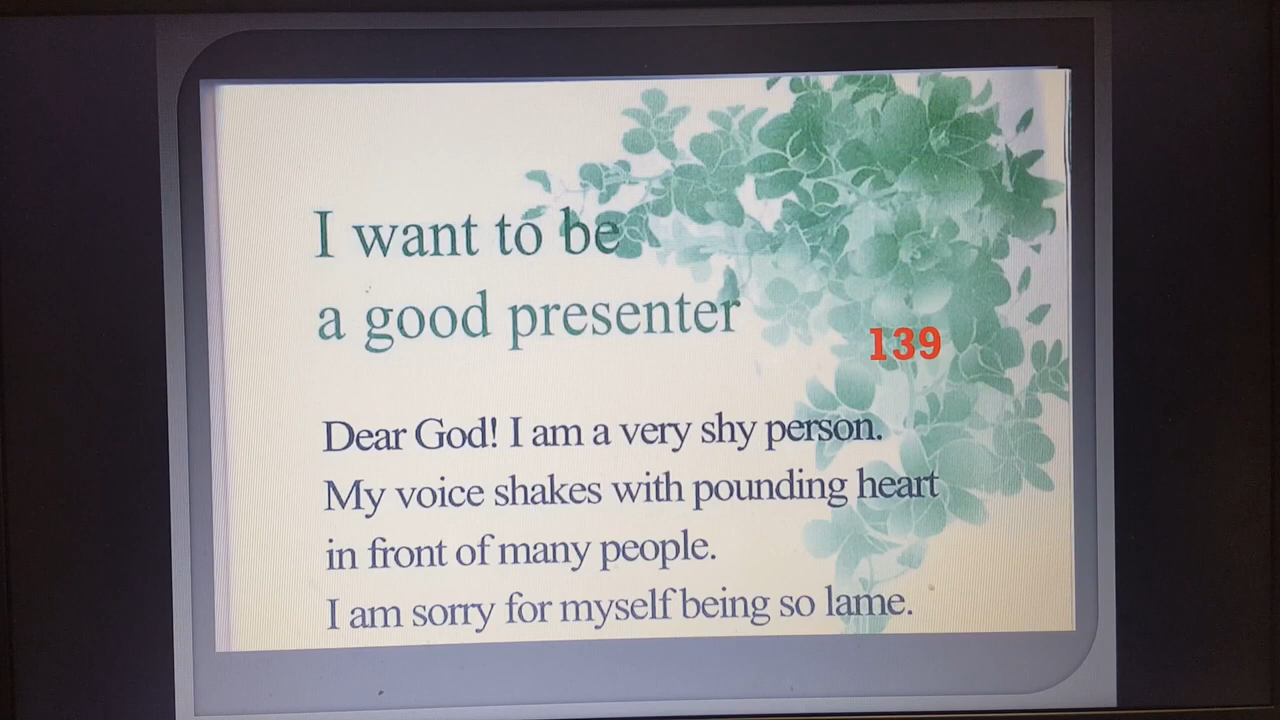 I want to be
a good presenter
139
Dear God! I am a very shy person.
My voice shakes with pounding heart
in front of many people.
I am sorry for myself being so lame.